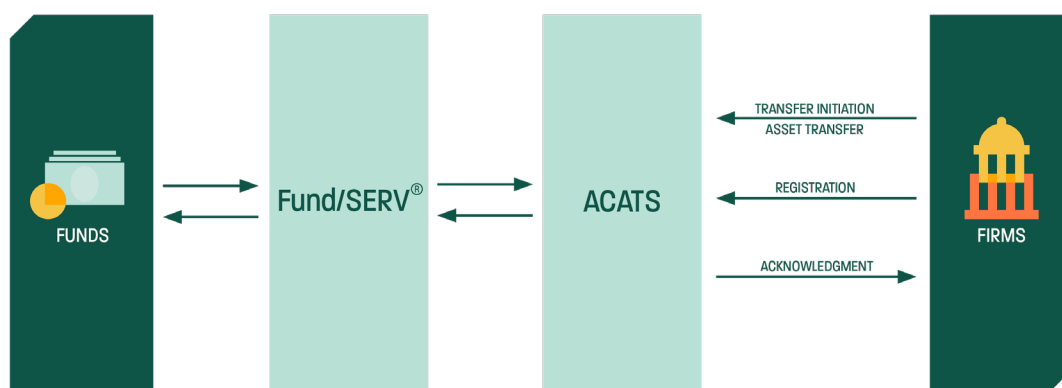 FUNDS
Fund/SERV®
ACATS
TRANSFER INITIATION
ASSET TRANSFER
REGISTRATION
ACKNOWLEDGMENT
FIRMS